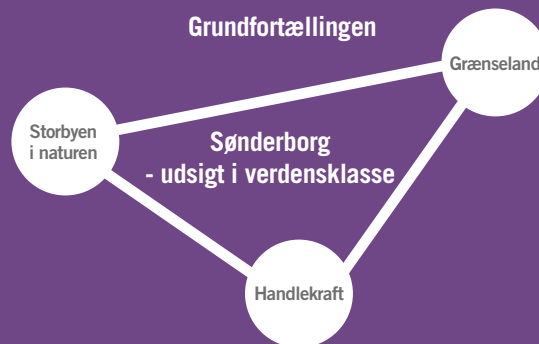 Grundfortællingen
Grænseland
Storbyen
i naturen
Sønderborg
- udsigt i verdensklasse
Handlekraft